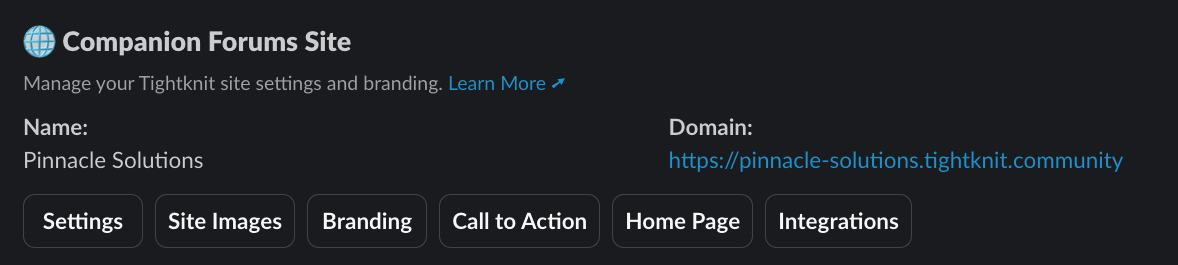 Companion Forums Site
Manage your Tightknit site settings and branding. Learn More
Name:
Pinnacle Solutions
Domain:
https://pinnacle-solutions.tightknit.community
Settings
Site Images
Branding
Call to Action
Home Page
Integrations